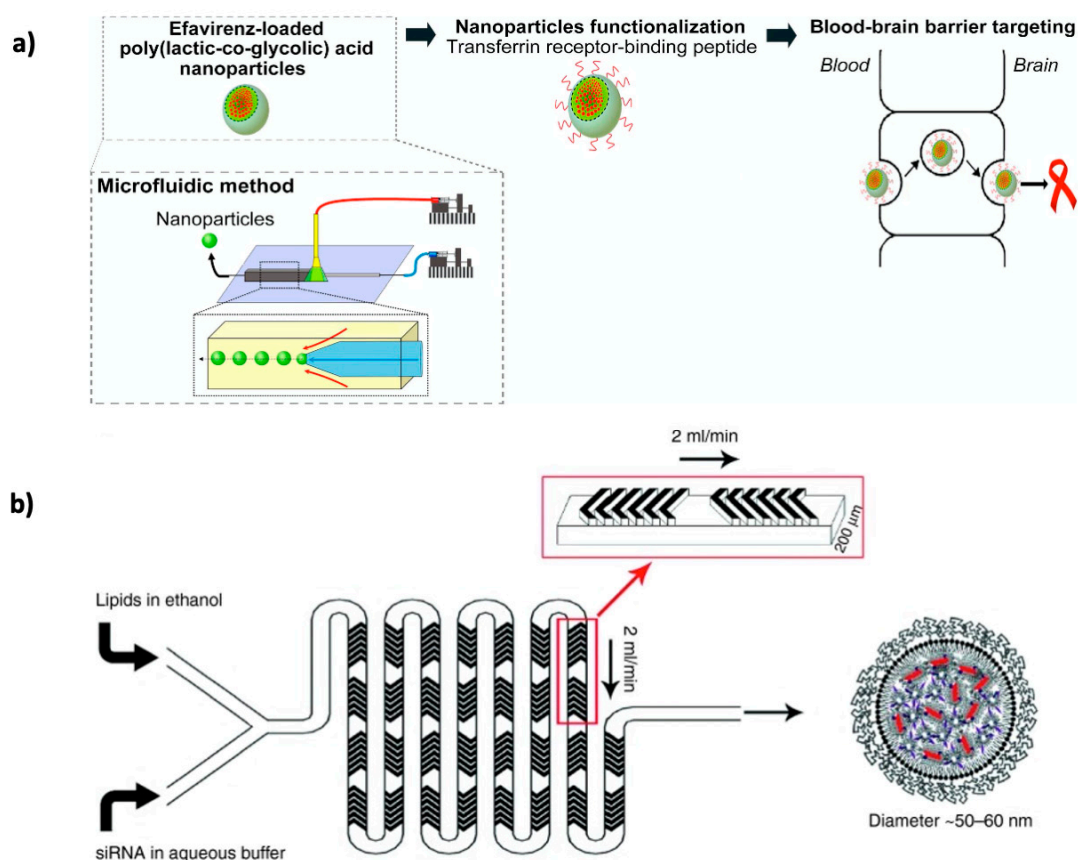 a)
Efavirenz-loaded
poly(lactic-co-glycolic) acid
nanoparticles
Nanoparticles functionalization
Transferrin receptor-binding peptide
Blood-brain barrier targeting
Blood
Brain
Microfluidic method
Nanoparticles
b)
2 ml/min
200 μm
Lipids in ethanol
2 ml/min
siRNA in aqueous buffer
Diameter ~50–60 nm